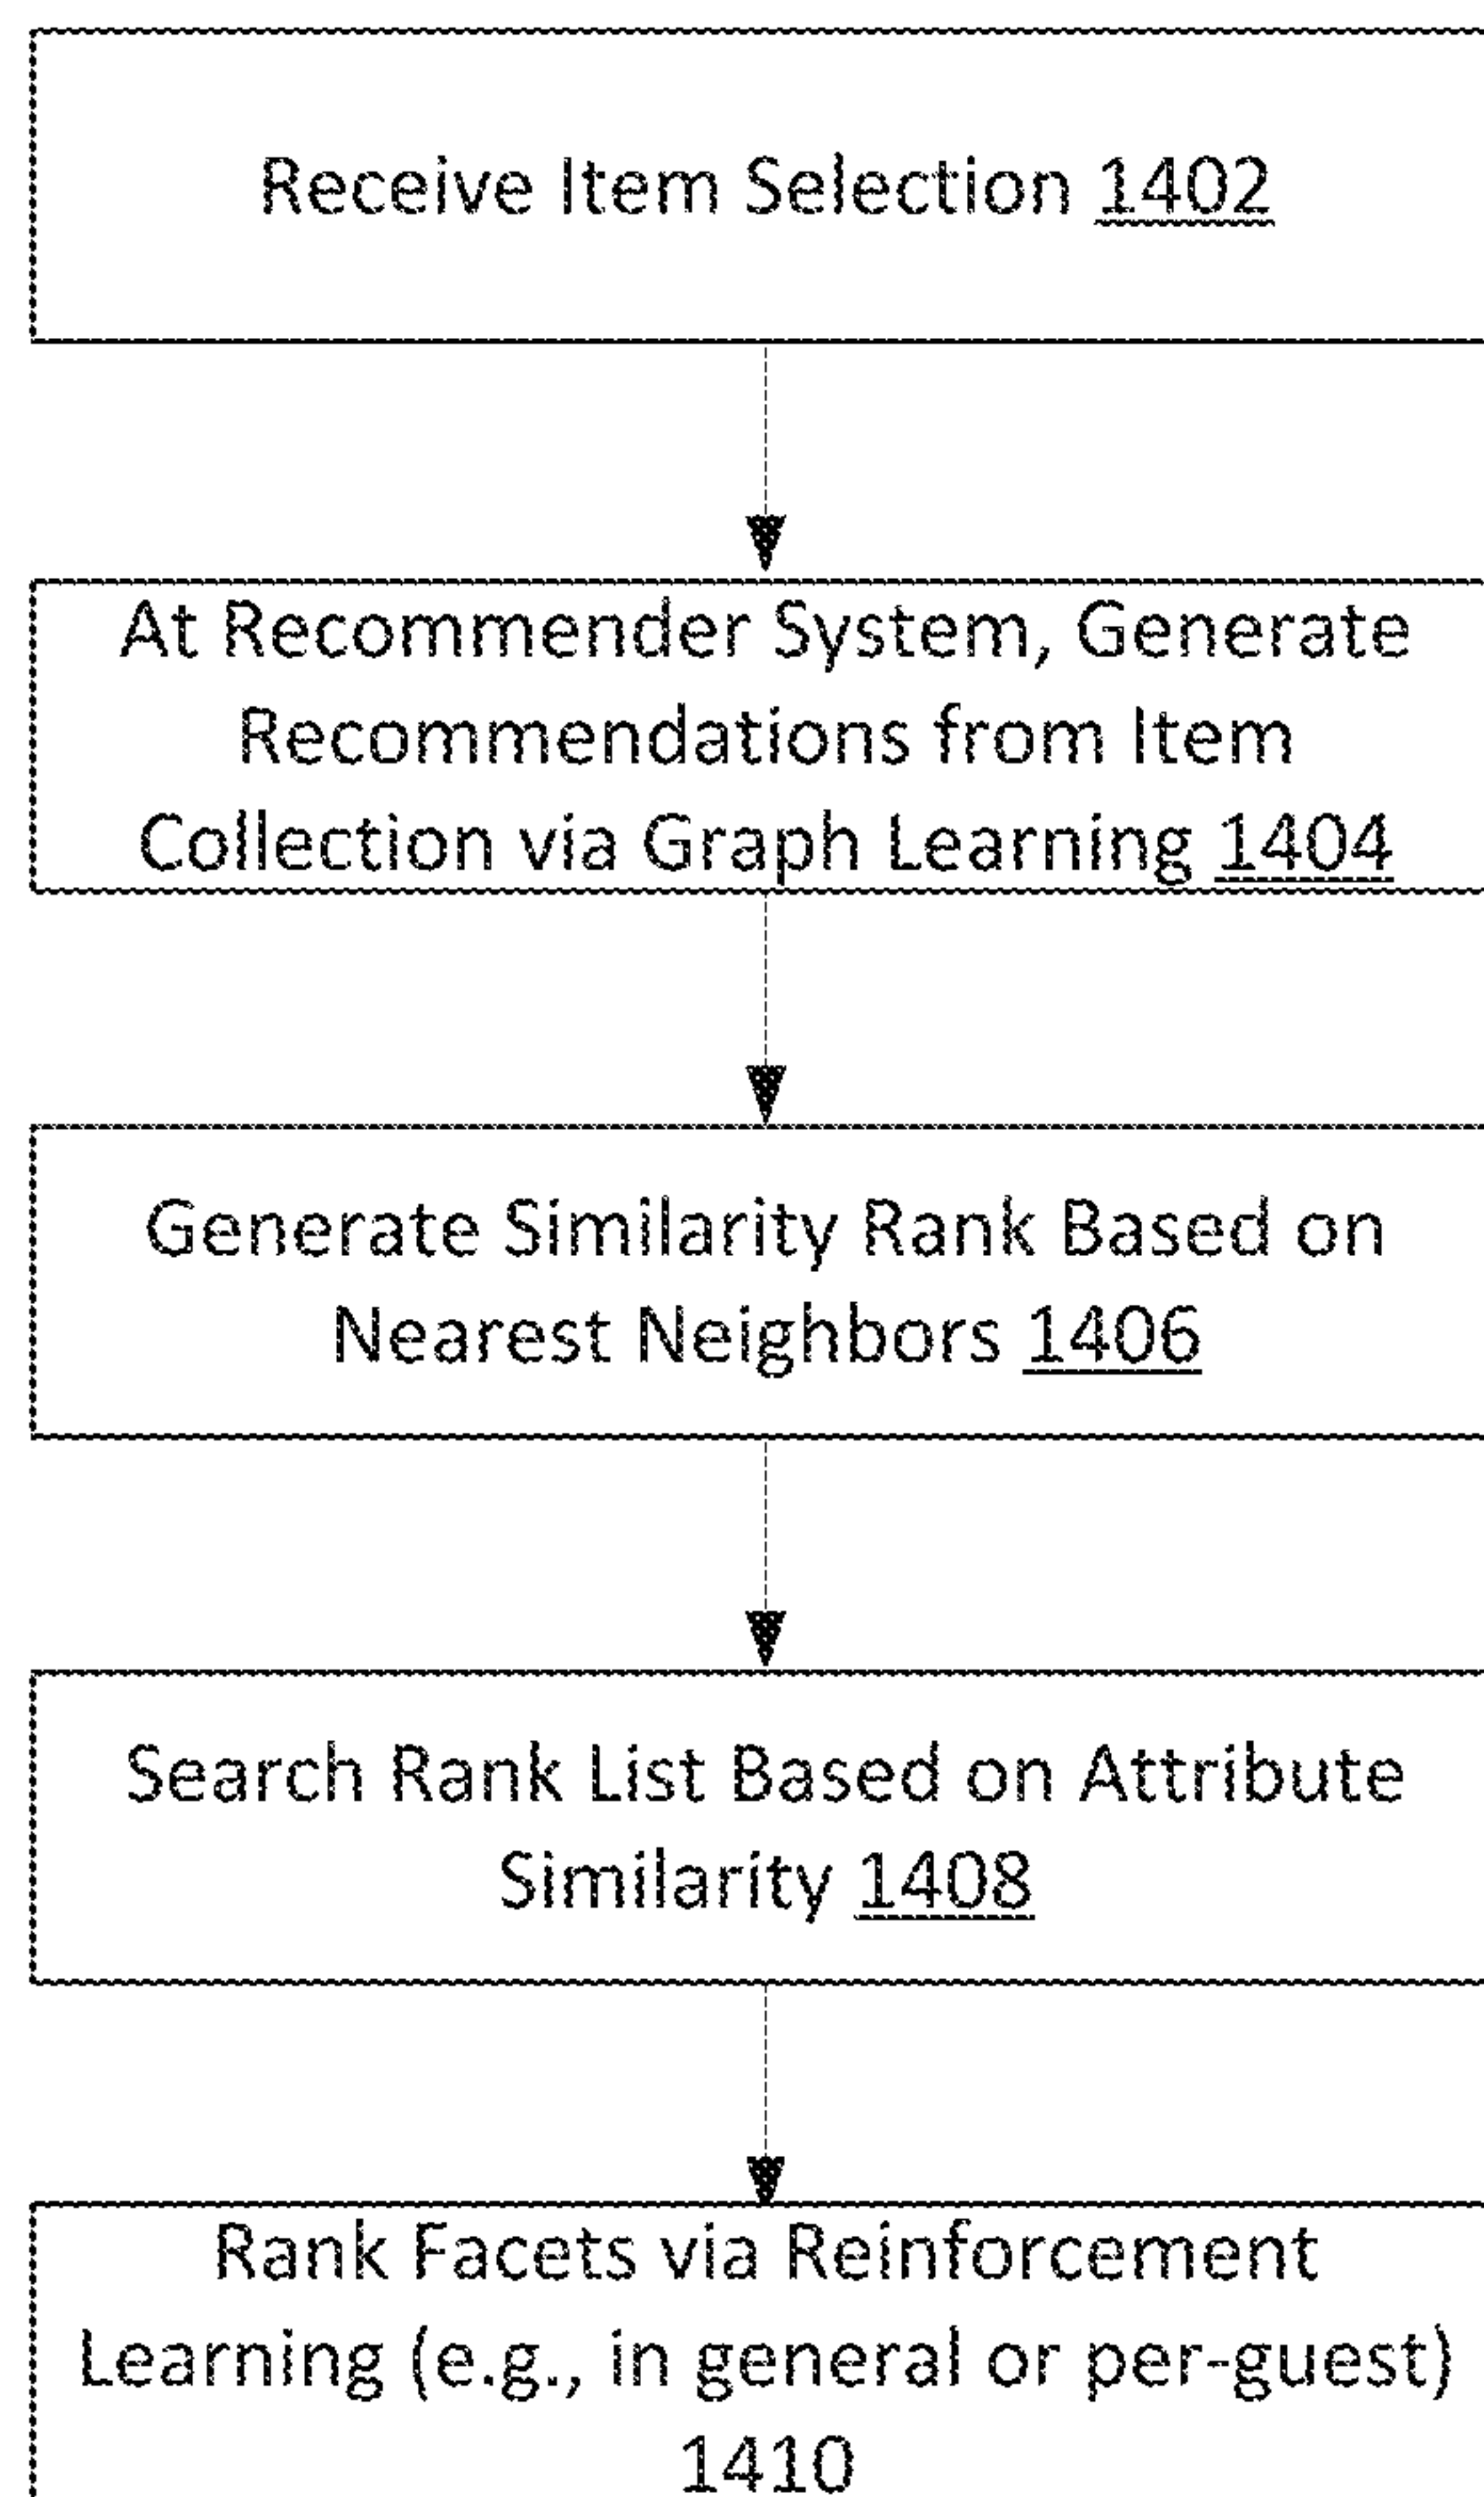 Receive Item Selection 1402
At Recommender System, Generate
Recommendations from Item
Collection via Graph Learning 1404
Generate Similarity Rank Based on
Nearest Neighbors 1406
Search Rank List Based on Attribute
Similarity 1408
Rank Facets via Reinforcement
Learning (e.g., in general or per-guest)
1410